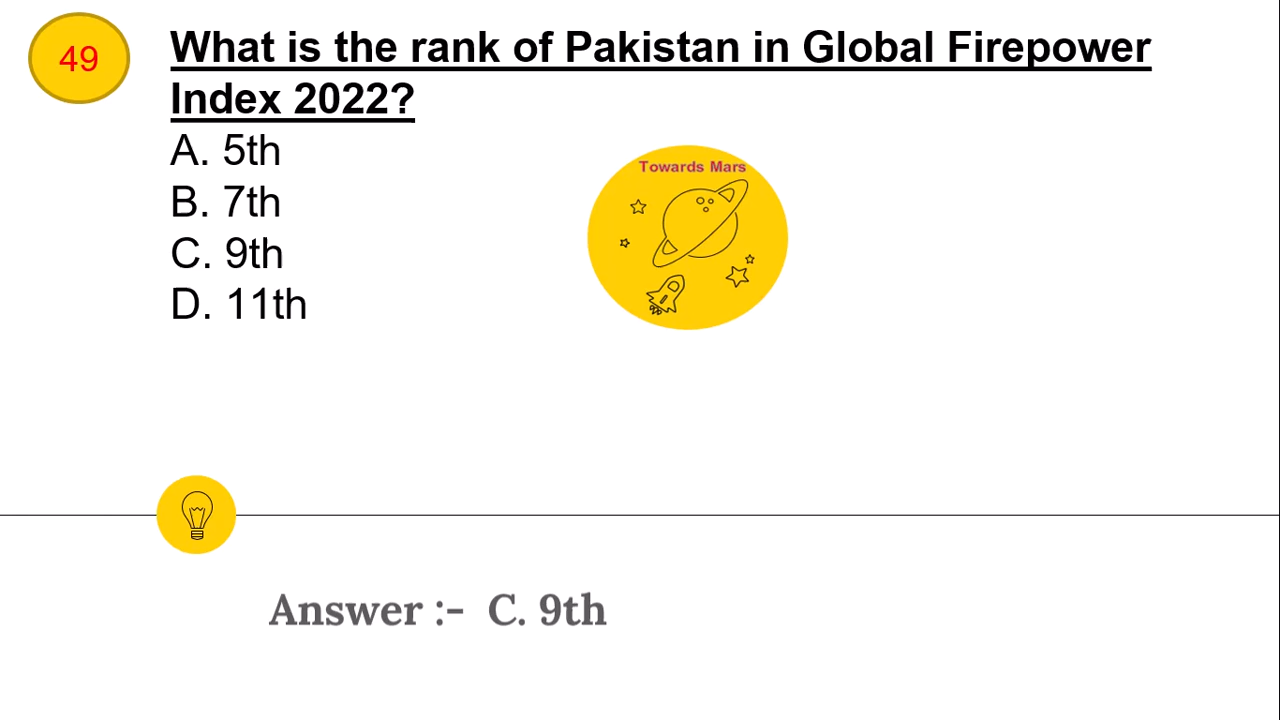 49
What is the rank of Pakistan in Global Firepower
Index 2022?
A. 5th
B. 7th
C. 9th
D. 11th
Towards Mars
Answer :- C. 9th